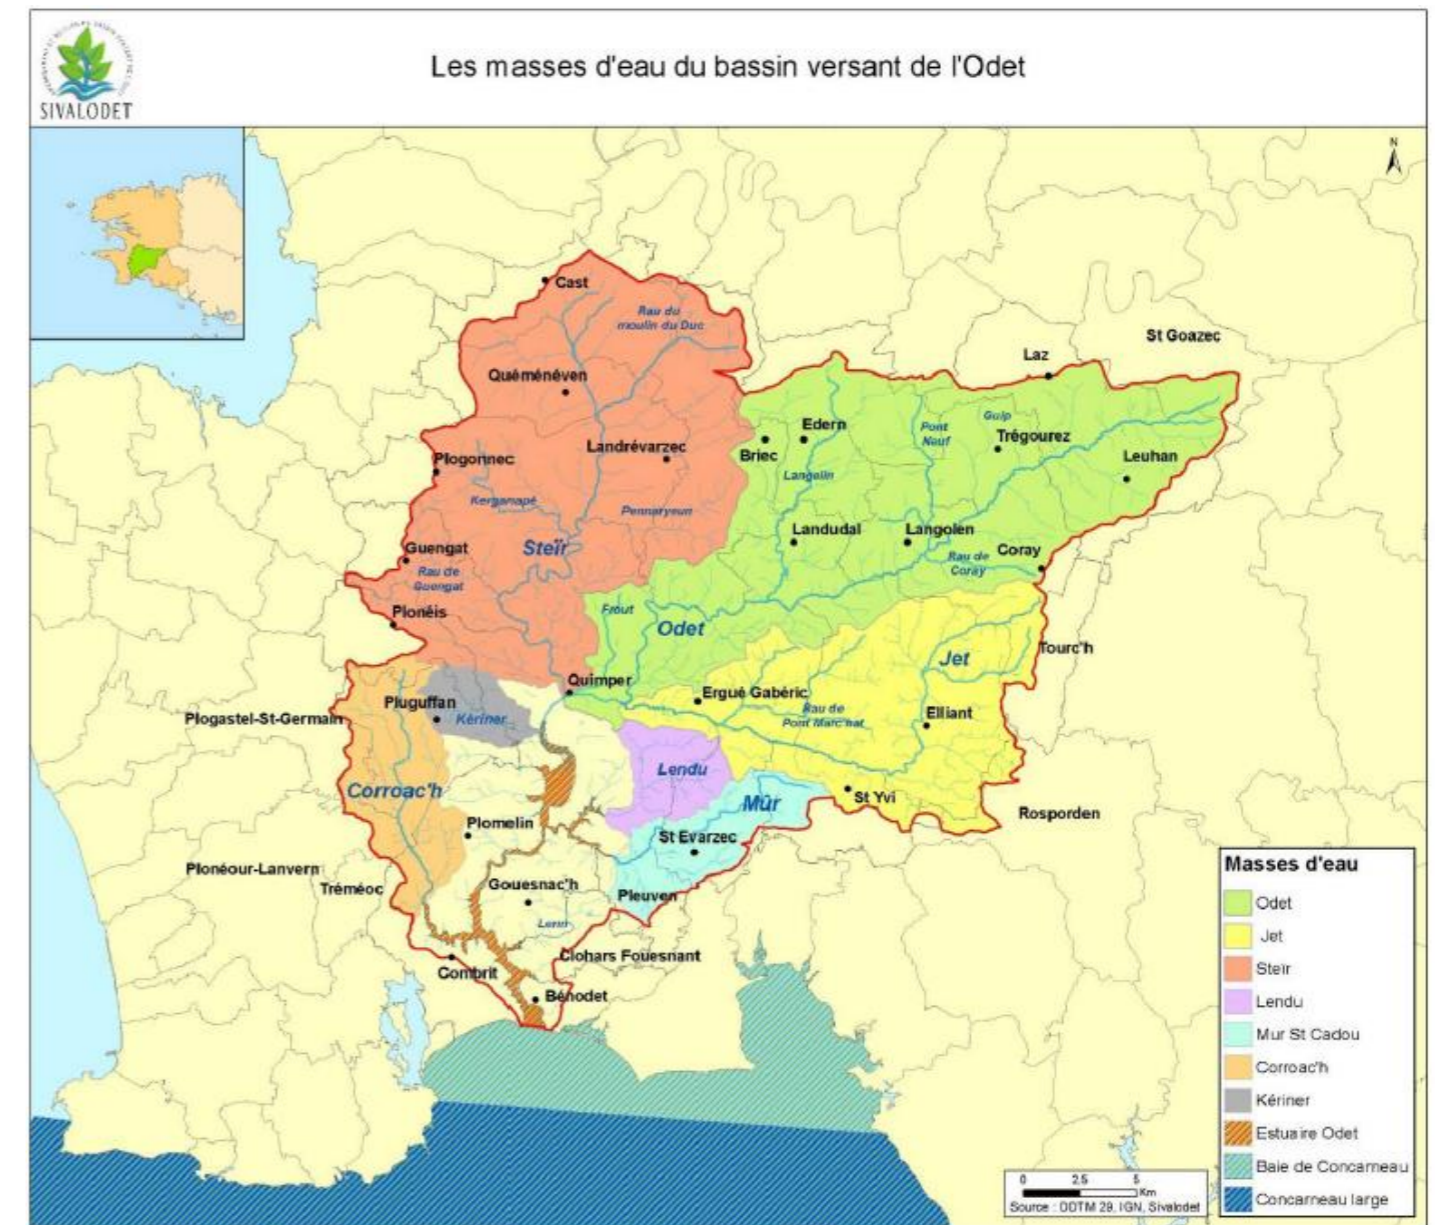 Les masses d'eau du bassin versant de l'Odet
SIVALODET
N
Cast
Rau du
moulin du Duc
St Goazec
Laz
Quéménéven
Edern
Pont
Neuf
Guip
Trégourez
Landrévarzec
Briec
Leuhan
Plogonnec
Langelin
Kerganapé
Pennaryeun
Landudal
Langolen
Steïr
Guengat
Coray
Rau de
Coray
Rau de
Guengat
Plonéis
Frout
Odet
Jet
Tourc'h
Quimper
Ergué Gabéric
Pluguffan
Kériner
Rau de
Pont Marc'hat
Elliant
Plogastel-St-Germain
Lendu
Corroac'h
Mûr
St Yvi
Rosporden
Plomelin
St Evarzec
Plonéour-Lanvern
Tréméoc
Gouesnac'h
Pleuven
Clohars Fouesnant
Combrit
Bénodet
Masses d'eau
Odet
Jet
Steïr
Lendu
Mur St Cadou
Corroac'h
Kériner
Estuaire Odet
Baie de Concarneau
Concarneau large
0 2.5 5
Km
Source : DDTM 29, IGN, Sivalodet